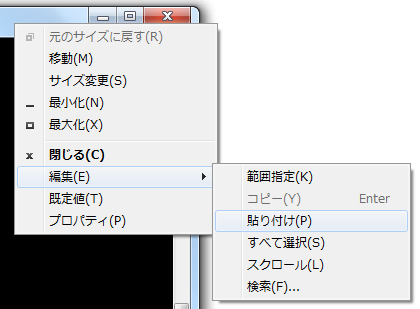 元のサイズに戻す(R)
移動(M)
サイズ変更(S)
最小化(N)
最大化(X)
閉じる(C)
編集(E)
既定値(T)
プロパティ(P)
範囲指定(K)
コピー(Y) Enter
貼り付け(P)
すべて選択(S)
スクロール(L)
検索(F)...